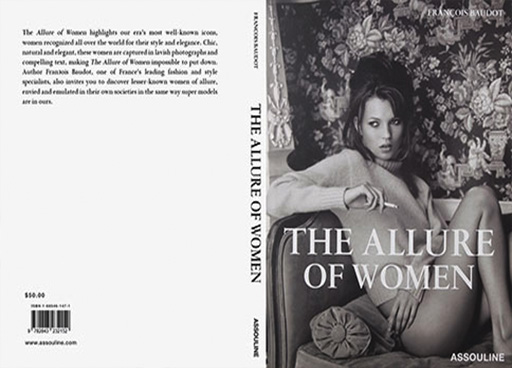 The Allure of Women highlights our era's most well-known icons,
women recognized all over the world for their style and elegance. Chic,
natural and elegant, these women are captured in lavish photographs and
compelling text, making The Allure of Women impossible to put down.
Author Franxois Baudot, one of France's leading fashion and style
specialists, also invites you to discover lesser-known women of allure,
envied and emulated in their own societies in the same way super models
are in ours.
$50.00
www.assouline.com
FRANÇOIS BAUDOT
THE ALLURE OF WOMEN
ASSOULINE
FRANÇOIS BAUDOT
THE ALLURE
OF WOMEN
ASSOULINE